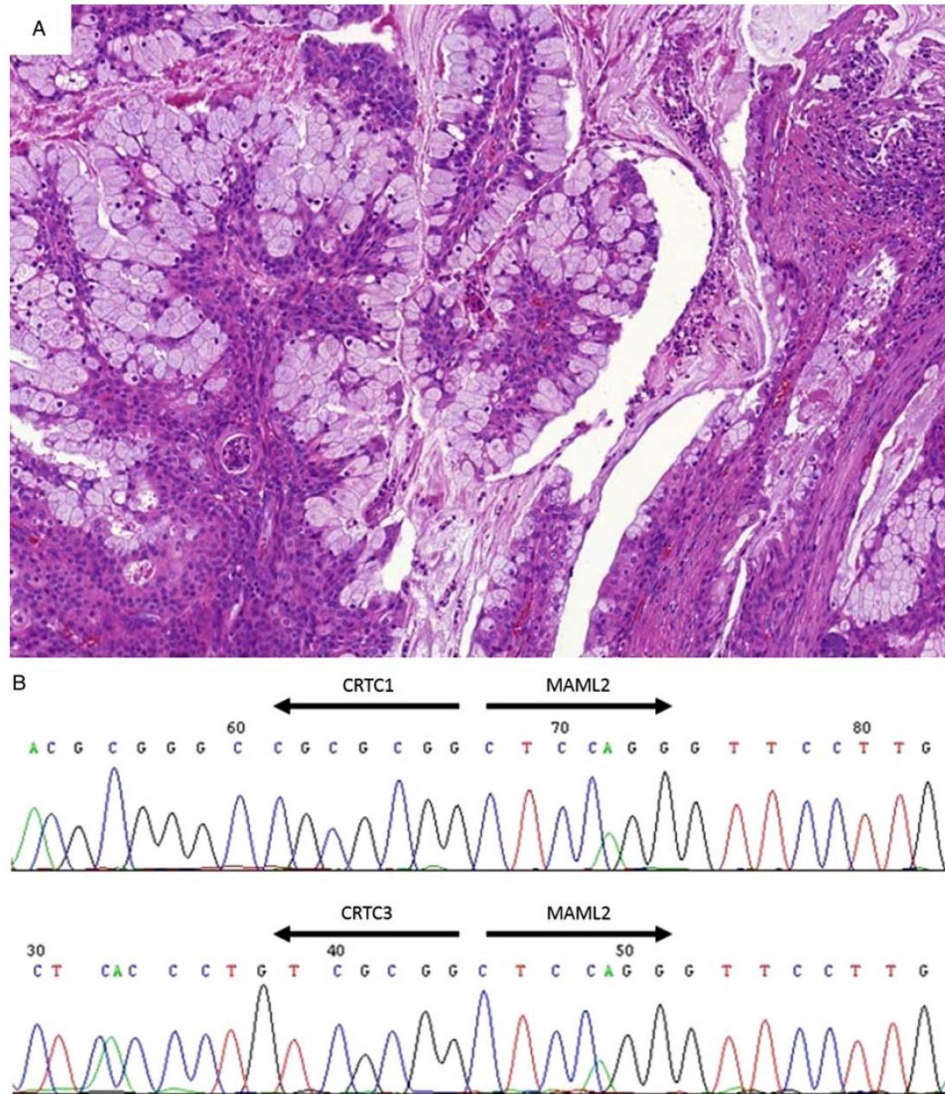 A
B
CRTC1 MAML2
60 70 80
A C G C G G G C C G C G C G G C T C C A G G G T T C C T T G
CRTC3 MAML2
30 40 50
C T C A C C C T G T C G C G G C T C C A G G G T T C C T T G